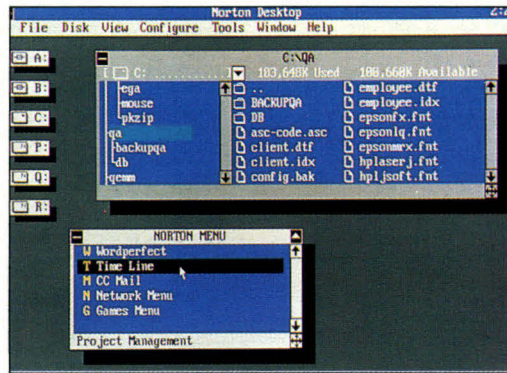 Norton Desktop
File Disk View Configure Tools Window Help
A:
B:
C:
P:
Q:
R:
C:\QA
[ C: ............] 103,648K Used 108,668K Available
ega
mouse
pkzip
qa
backupqa
db
qemm
..
BACKUPQA
DB
asc-code.asc
client.dtf
client.idx
config.bak
employee.dtf
employee.idx
epsonfx.fnt
epsonlq.fnt
epsonmrx.fnt
hplaserj.fnt
hpljsoft.fnt
NORTON MENU
W Wordperfect
T Time Line
M CC Mail
N Network Menu
G Games Menu
Project Management